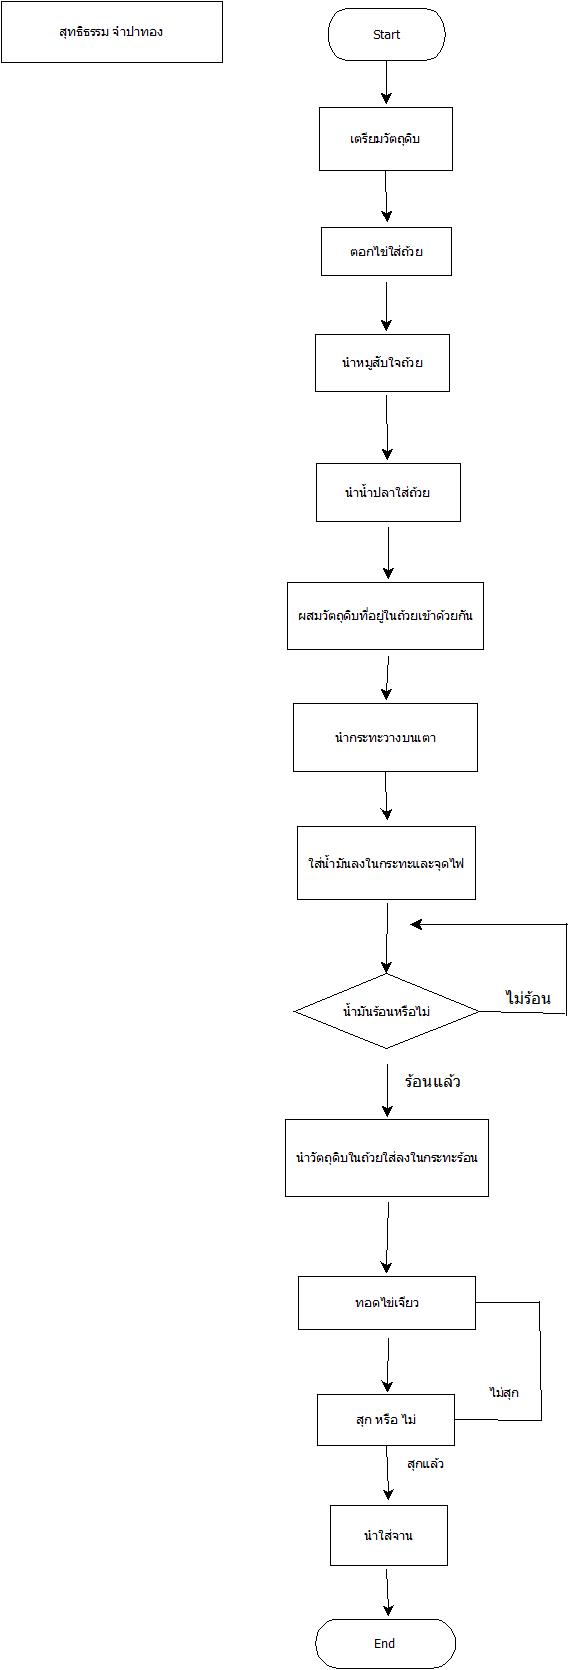 สุทธิธรรม จำปาทอง
Start
เตรียมวัตถุดิบ
ตอกไข่ใส่ถ้วย
นำหมูสับใจถ้วย
นำน้ำปลาใส่ถ้วย
ผสมวัตถุดิบที่อยู่ในถ้วยเข้าด้วยกัน
นำกระทะวางบนเตา
ใส่น้ำมันลงในกระทะและจุดไฟ
น้ำมันร้อนหรือไม่
ไม่ร้อน
ร้อนแล้ว
นำวัตถุดิบในถ้วยใส่ลงในกระทะร้อน
ทอดไข่เจียว
ไม่สุก
สุก หรือ ไม่
สุกแล้ว
นำใส่จาน
End